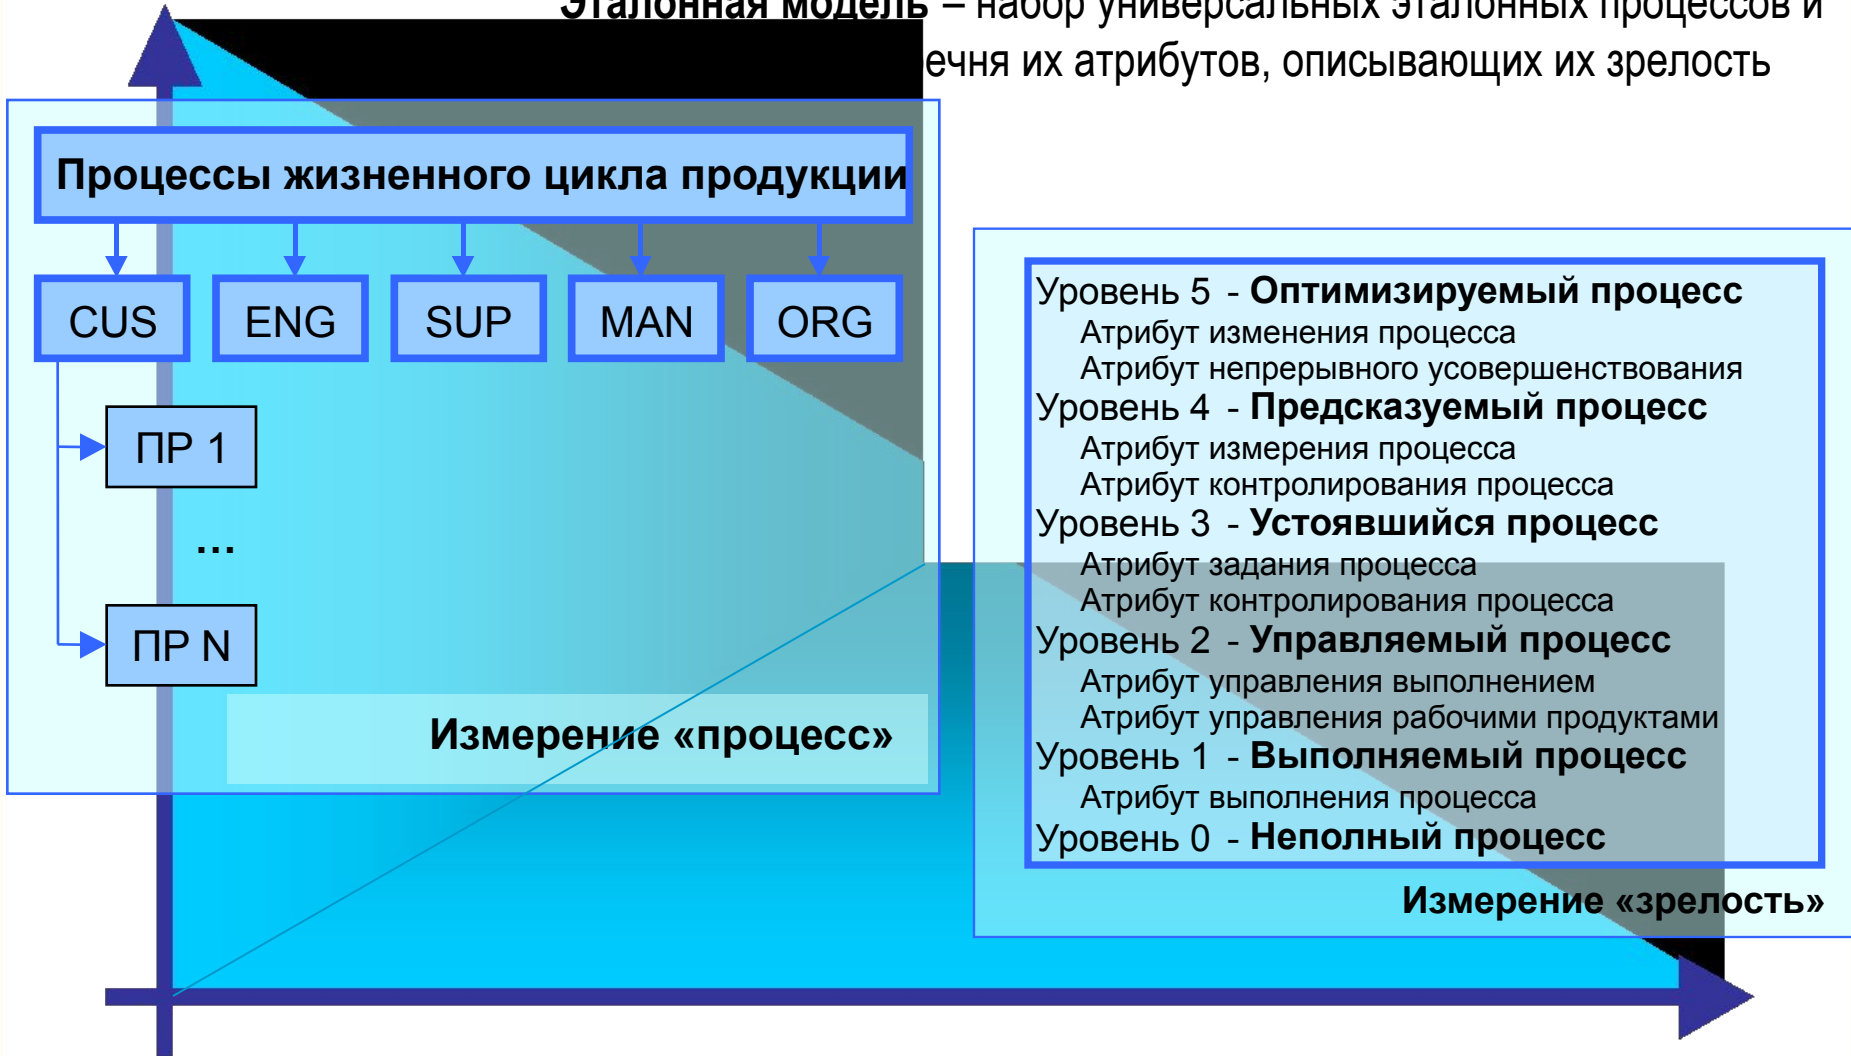 Эталонная модель – набор универсальных эталонных процессов и
ечня их атрибутов, описывающих их зрелость
Процессы жизненного цикла продукции
CUS ENG SUP MAN ORG
ПР 1
...
ПР N
Измерение «процесс»
Уровень 5 - Оптимизируемый процесс
Атрибут изменения процесса
Атрибут непрерывного усовершенствования
Уровень 4 - Предсказуемый процесс
Атрибут измерения процесса
Атрибут контролирования процесса
Уровень 3 - Устоявшийся процесс
Атрибут задания процесса
Атрибут контролирования процесса
Уровень 2 - Управляемый процесс
Атрибут управления выполнением
Атрибут управления рабочими продуктами
Уровень 1 - Выполняемый процесс
Атрибут выполнения процесса
Уровень 0 - Неполный процесс
Измерение «зрелость»